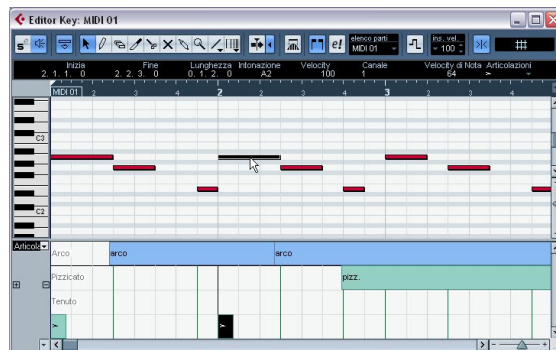 Editor Key: MIDI 01
elenco parti
MIDI 01
ins. vel.
100
Inizia Fine Lunghezza Intonazione Velocity Canale Velocity di Nota Articolazioni
2. 1. 1. 0 2. 2. 3. 0 0. 1. 2. 0 A2 100 1 64
MIDI 01 2 3 4 2 2 3 4 3 2 3 4
C3
C2
Articola
Arco arco arco
Pizzicato pizz.
Tenuto